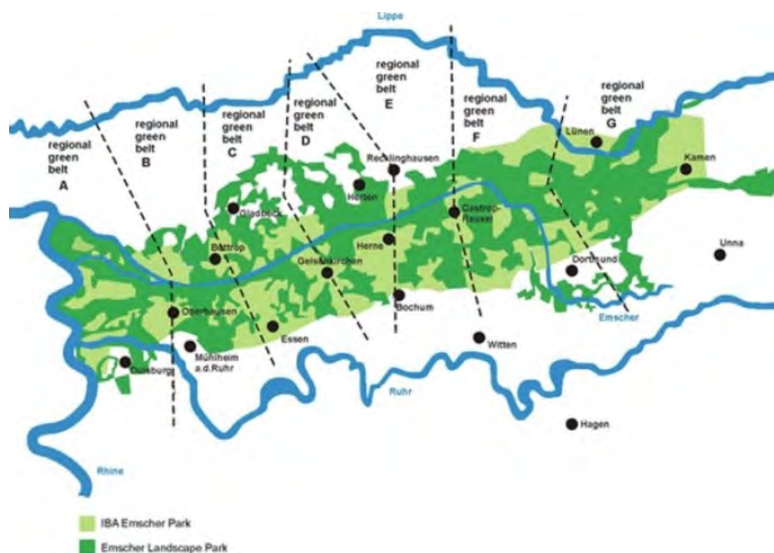 Lippe
regional
green
belt
E
regional
green
belt
C
regional
green
belt
D
regional
green
belt
F
regional
green
belt
G
regional
green
belt
B
regional
green
belt
A
Lünen
Recklinghausen
Kamen
Herten
Gladbeck
Castrop-
Rauxel
Herne
Bottrop
Gelsenkirchen
Unna
Dortmund
Oberhausen
Bochum
Emscher
Essen
Witten
Mühlheim
a.d.Ruhr
Duisburg
Ruhr
Hagen
Rhine
IBA Emscher Park
Emscher Landscape Park